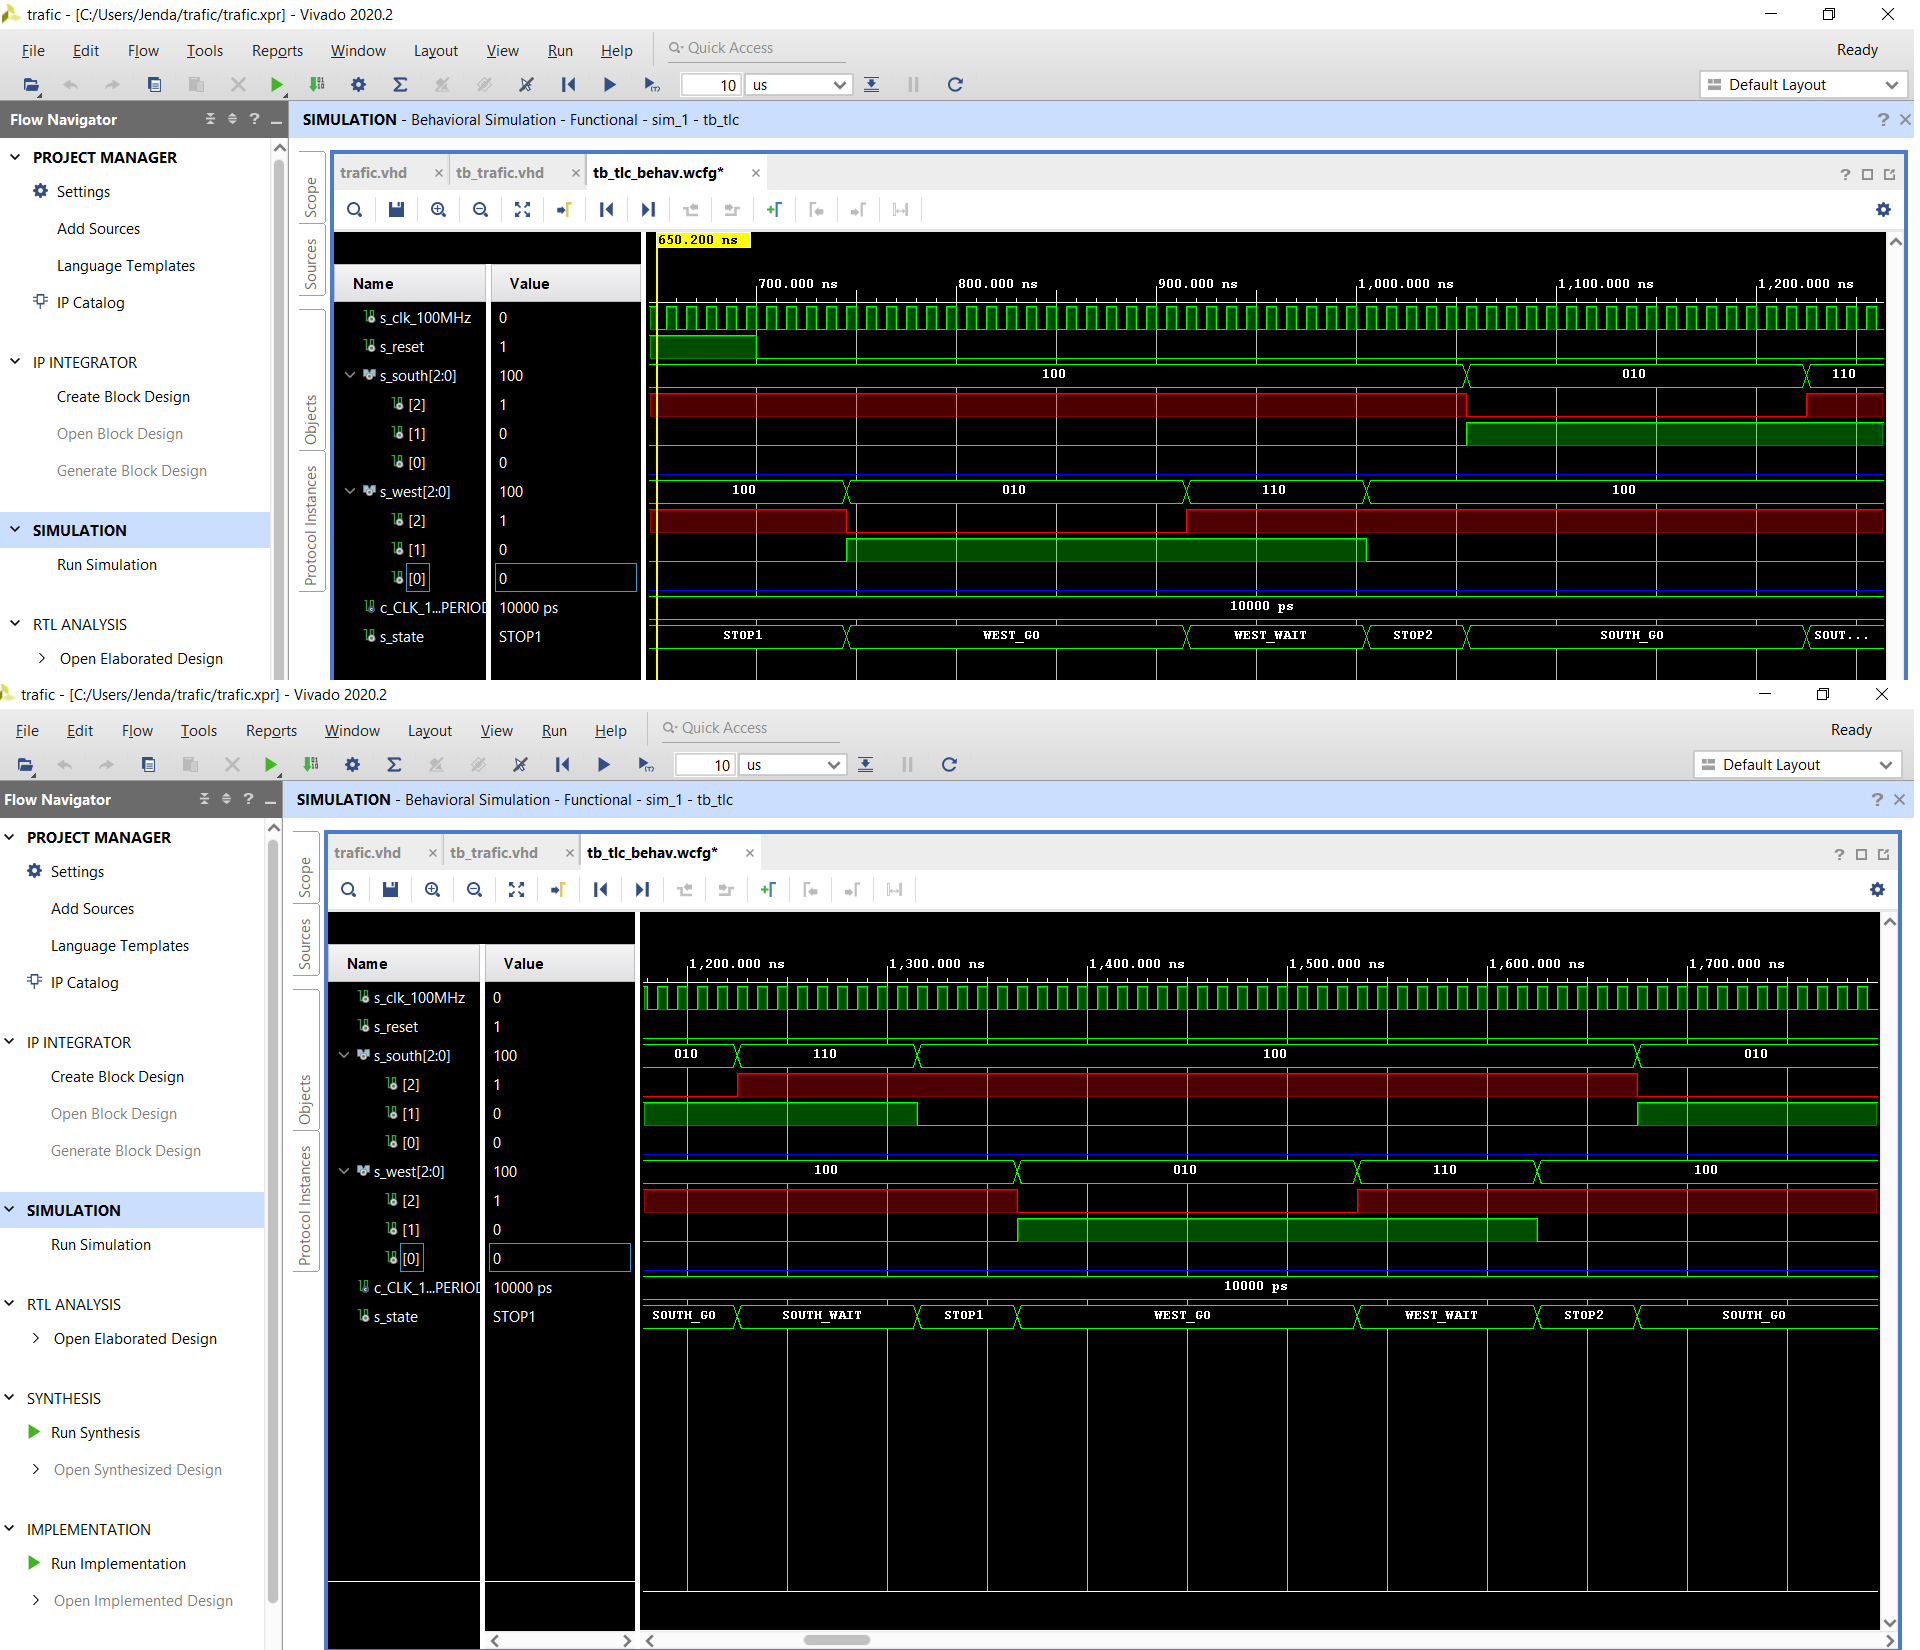 trafic - [C:/Users/Jenda/trafic/trafic.xpr] - Vivado 2020.2
File Edit Flow Tools Reports Window Layout View Run Help Quick Access Ready
10 us Default Layout
Flow Navigator ? SIMULATION - Behavioral Simulation - Functional - sim_1 - tb_tlc ?
PROJECT MANAGER
Settings
Add Sources
Language Templates
IP Catalog
IP INTEGRATOR
Create Block Design
Open Block Design
Generate Block Design
SIMULATION
Run Simulation
RTL ANALYSIS
Open Elaborated Design
Scope
Sources
Objects
Protocol Instances
trafic.vhd tb_trafic.vhd tb_tlc_behav.wcfg* ?
650.200 ns
Name Value 700.000 ns 800.000 ns 900.000 ns 1,000.000 ns 1,100.000 ns 1,200.000 ns
s_clk_100MHz 0
s_reset 1
s_south[2:0] 100 100 010 110
[2] 1
[1] 0
[0] 0
s_west[2:0] 100 100 010 110 100
[2] 1
[1] 0
[0] 0
c_CLK_1...PERIOD 10000 ps 10000 ps
s_state STOP1 STOP1 WEST_GO WEST_WAIT STOP2 SOUTH_GO SOUT...
trafic - [C:/Users/Jenda/trafic/trafic.xpr] - Vivado 2020.2
File Edit Flow Tools Reports Window Layout View Run Help Quick Access Ready
10 us Default Layout
Flow Navigator ? SIMULATION - Behavioral Simulation - Functional - sim_1 - tb_tlc ?
PROJECT MANAGER
Settings
Add Sources
Language Templates
IP Catalog
IP INTEGRATOR
Create Block Design
Open Block Design
Generate Block Design
SIMULATION
Run Simulation
RTL ANALYSIS
Open Elaborated Design
SYNTHESIS
Run Synthesis
Open Synthesized Design
IMPLEMENTATION
Run Implementation
Open Implemented Design
Scope
Sources
Objects
Protocol Instances
trafic.vhd tb_trafic.vhd tb_tlc_behav.wcfg* ?
Name Value 1,200.000 ns 1,300.000 ns 1,400.000 ns 1,500.000 ns 1,600.000 ns 1,700.000 ns
s_clk_100MHz 0
s_reset 1
s_south[2:0] 100 010 110 100 010
[2] 1
[1] 0
[0] 0
s_west[2:0] 100 100 010 110 100
[2] 1
[1] 0
[0] 0
c_CLK_1...PERIOD 10000 ps 10000 ps
s_state STOP1 SOUTH_GO SOUTH_WAIT STOP1 WEST_GO WEST_WAIT STOP2 SOUTH_GO